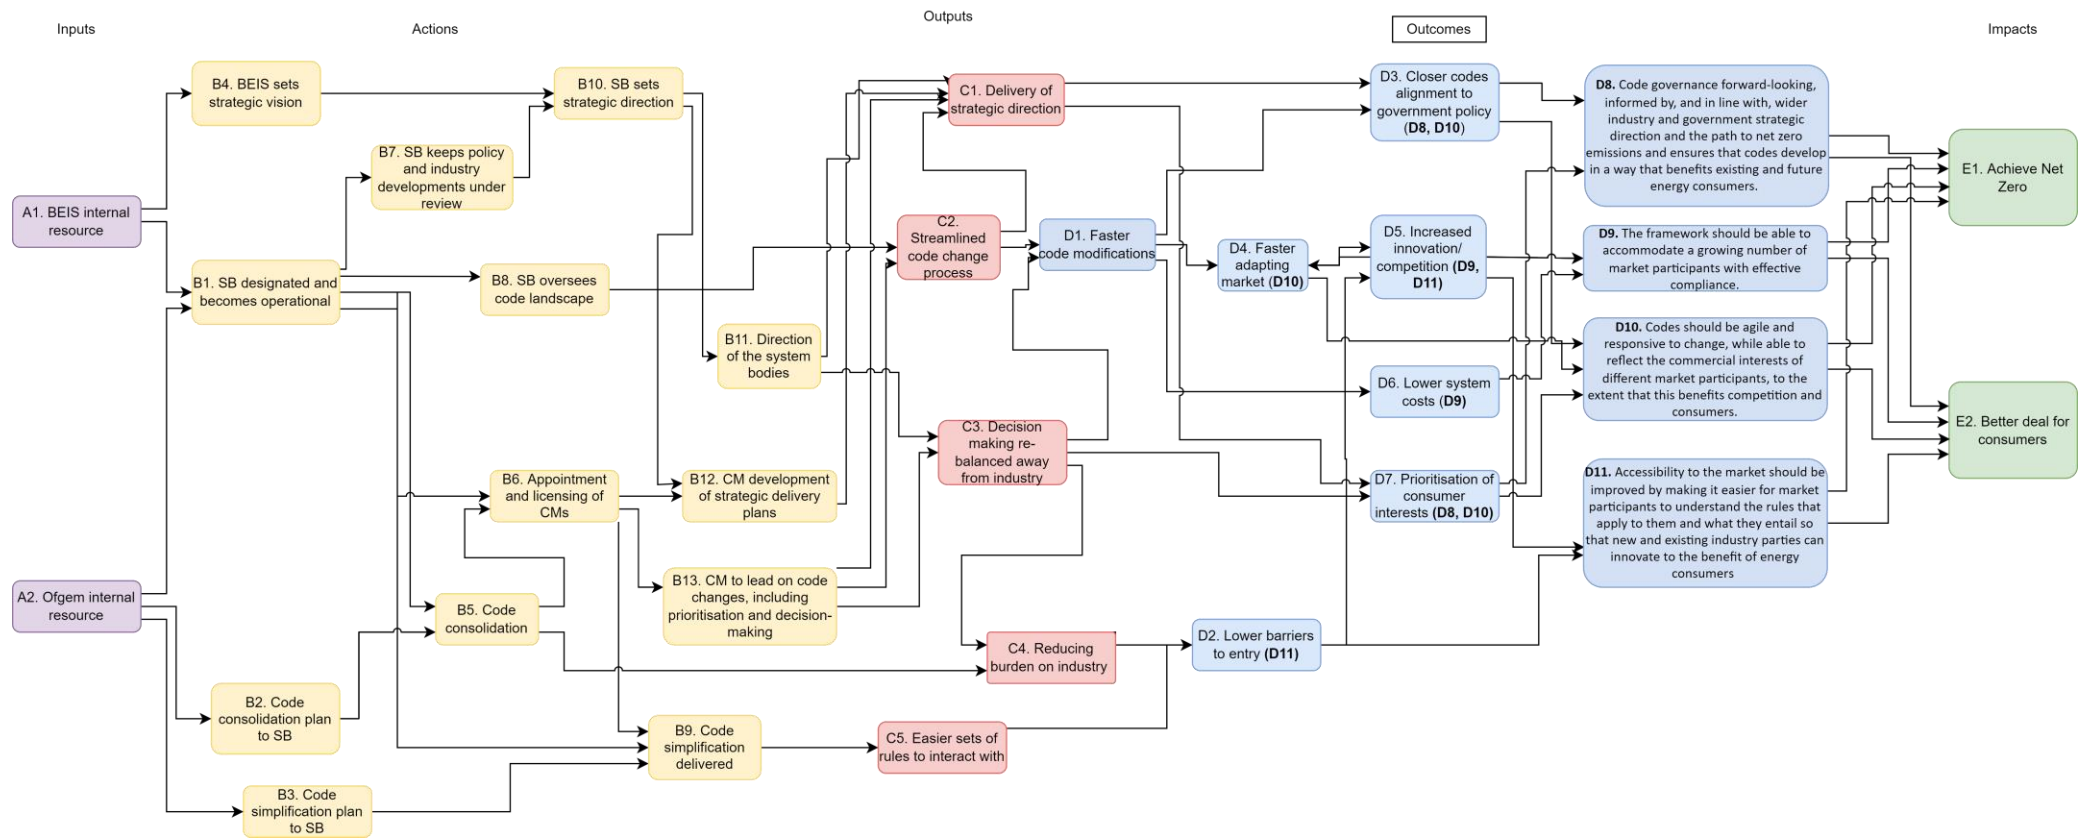 Inputs
Actions
Outputs
Outcomes
Impacts
A1. BEIS internal
resource
A2. Ofgem internal
resource
B4. BEIS sets
strategic vision
B7. SB keeps policy
and industry
developments under
review
B1. SB designated and
becomes operational
B2. Code
consolidation plan
to SB
B3. Code
simplification plan
to SB
B10. SB sets
strategic direction
B8. SB oversees
code landscape
B6. Appointment
and licensing of
CMs
B5. Code
consolidation
B11. Direction
of the system
bodies
B12. CM development
of strategic delivery
plans
B13. CM to lead on code
changes, including
prioritisation and decision-
making
B9. Code
simplification
delivered
C1. Delivery of
strategic direction
C2.
Streamlined
code change
process
C3. Decision
making re-
balanced away
from industry
C4. Reducing
burden on industry
C5. Easier sets of
rules to interact with
D1. Faster
code modifications
D4. Faster
adapting
market (D10)
D2. Lower barriers
to entry (D11)
D3. Closer codes
alignment to
government policy
(D8, D10)
D5. Increased
innovation/
competition (D9,
D11)
D6. Lower system
costs (D9)
D7. Prioritisation of
consumer
interests (D8, D10)
D8. Code governance forward-looking,
informed by, and in line with, wider
industry and government strategic
direction and the path to net zero
emissions and ensures that codes develop
in a way that benefits existing and future
energy consumers.
D9. The framework should be able to
accommodate a growing number of
market participants with effective
compliance.
D10. Codes should be agile and
responsive to change, while able to
reflect the commercial interests of
different market participants, to the
extent that this benefits competition and
consumers.
D11. Accessibility to the market should be
improved by making it easier for market
participants to understand the rules that
apply to them and what they entail so
that new and existing industry parties can
innovate to the benefit of energy
consumers
E1. Achieve Net
Zero
E2. Better deal for
consumers